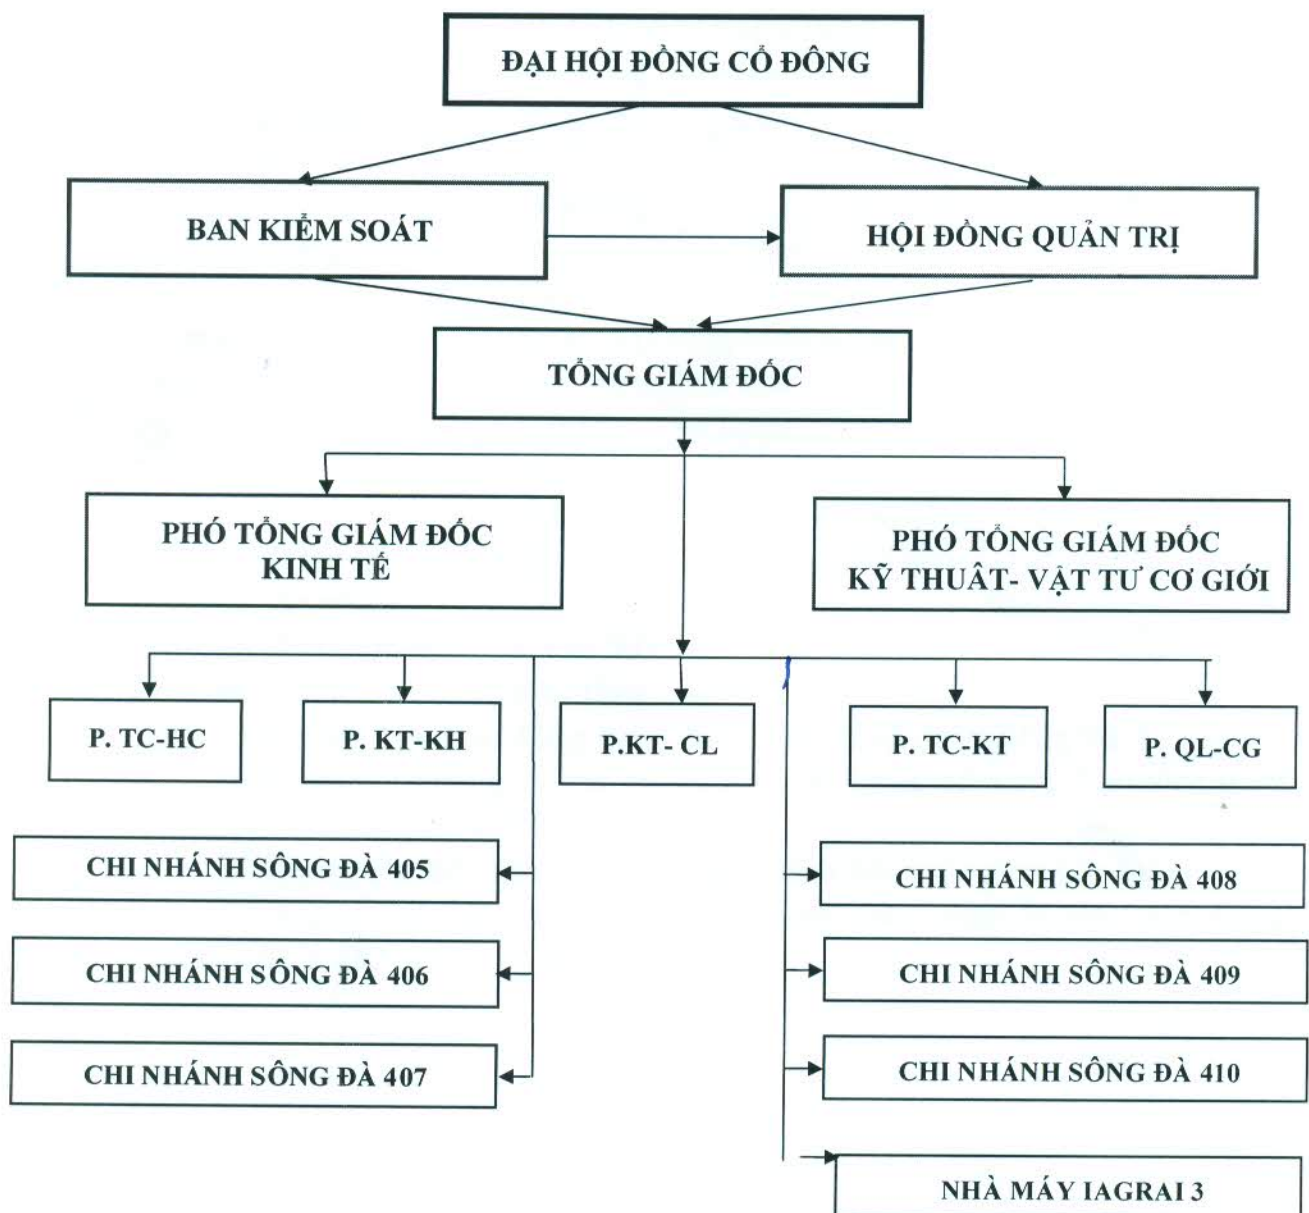 ĐẠI HỘI ĐỒNG CỔ ĐÔNG
BAN KIỂM SOÁT
HỘI ĐỒNG QUẢN TRỊ
TỔNG GIÁM ĐỐC
PHÓ TỔNG GIÁM ĐỐC
KINH TẾ
PHÓ TỔNG GIÁM ĐỐC
KỸ THUÂT- VẬT TƯ CƠ GIỚI
P. TC-HC
P. KT-KH
P.KT- CL
P. TC-KT
P. QL-CG
CHI NHÁNH SÔNG ĐÀ 405
CHI NHÁNH SÔNG ĐÀ 408
CHI NHÁNH SÔNG ĐÀ 406
CHI NHÁNH SÔNG ĐÀ 409
CHI NHÁNH SÔNG ĐÀ 407
CHI NHÁNH SÔNG ĐÀ 410
NHÀ MÁY IAGRAI 3